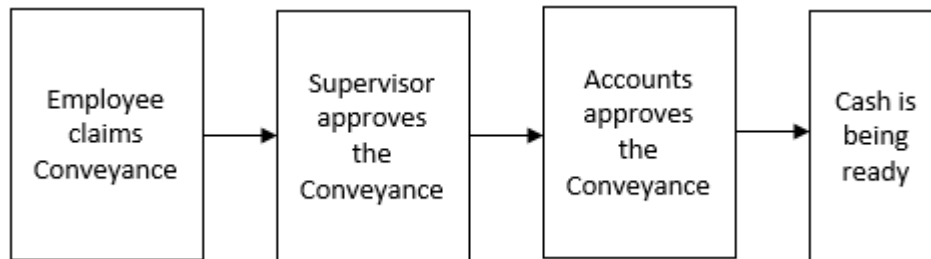 Employee
claims
Conveyance
Supervisor
approves
the
Conveyance
Accounts
approves
the
Conveyance
Cash is
being
ready